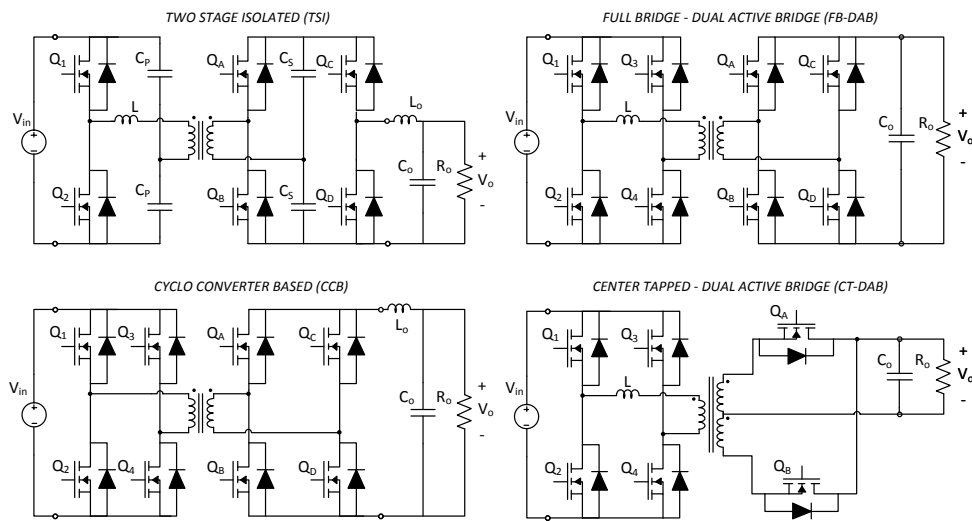 TWO STAGE ISOLATED (TSI)
Q1 CP QA CS QC
L Lo
Vin
+
−
Co Ro + Vo -
Q2 CP QB CS QD
FULL BRIDGE - DUAL ACTIVE BRIDGE (FB-DAB)
Q1 Q3 QA QC
L
Vin
+
−
Co Ro + Vo -
Q2 Q4 QB QD
CYCLO CONVERTER BASED (CCB)
Q1 Q3 QA QC
Lo
Vin
+
−
Co Ro + Vo -
Q2 Q4 QB QD
CENTER TAPPED - DUAL ACTIVE BRIDGE (CT-DAB)
QA
Q1 Q3
L
Vin
+
−
Co Ro + Vo -
Q2 Q4 QB